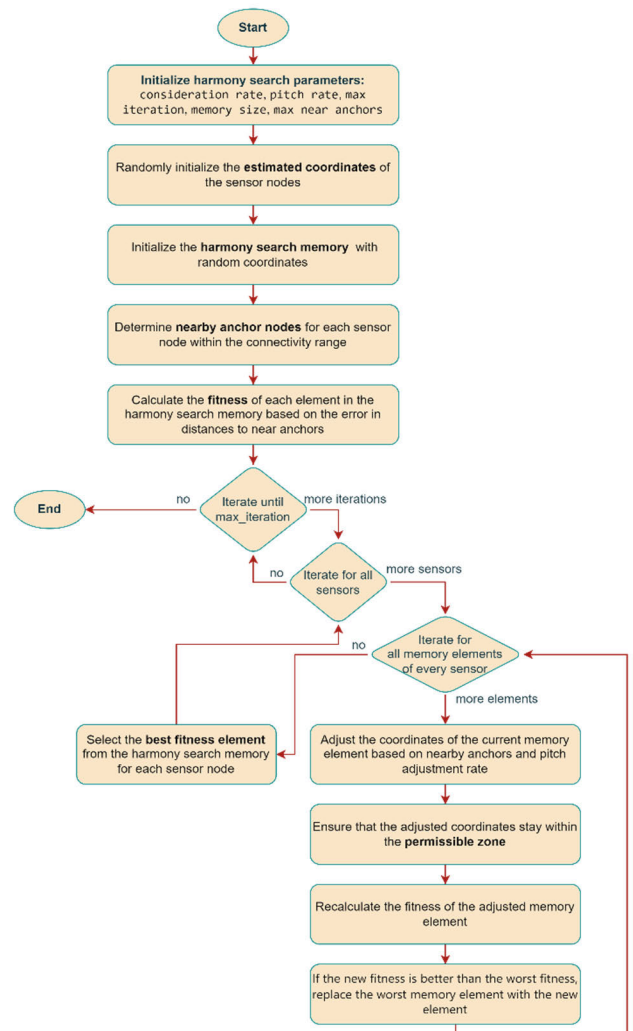 Start
Initialize harmony search parameters:
consideration rate, pitch rate, max
iteration, memory size, max near anchors
Randomly initialize the estimated coordinates of
the sensor nodes
Initialize the harmony search memory with
random coordinates
Determine nearby anchor nodes for each sensor
node within the connectivity range
Calculate the fitness of each element in the
harmony search memory based on the error in
distances to near anchors
no
Iterate until
max_iteration
more iterations
End
no
Iterate for all
sensors
more sensors
no
Iterate for
all memory elements
of every sensor
more elements
Select the best fitness element
from the harmony search memory
for each sensor node
Adjust the coordinates of the current memory
element based on nearby anchors and pitch
adjustment rate
Ensure that the adjusted coordinates stay within
the permissible zone
Recalculate the fitness of the adjusted memory
element
If the new fitness is better than the worst fitness,
replace the worst memory element with the new
element